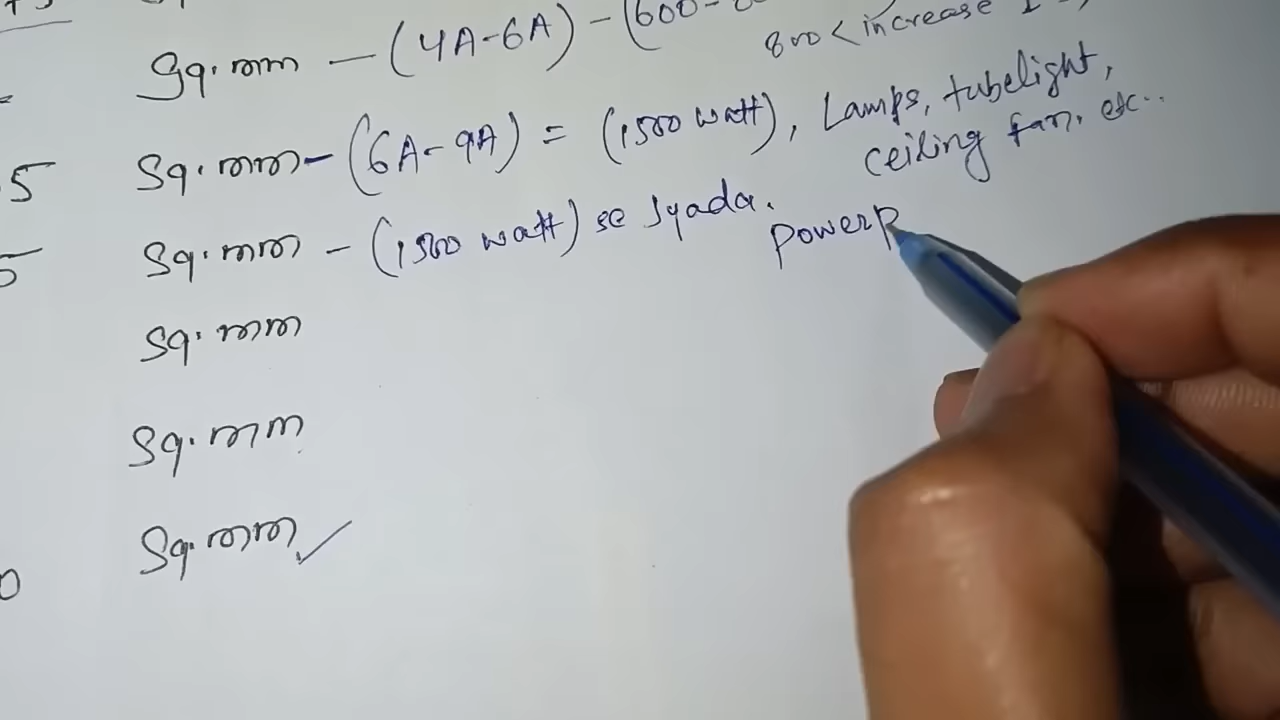 Sq.mm — (4A-6A) - (600-
800 < increase
5 Sq.mm - (6A-9A) = (1500 watt), Lamps, tubelight,
ceiling fan. etc..
5 Sq.mm - (1500 watt) se Jyada.
PowerP
Sq.mm
Sq.mm
0 Sq.mm ✓